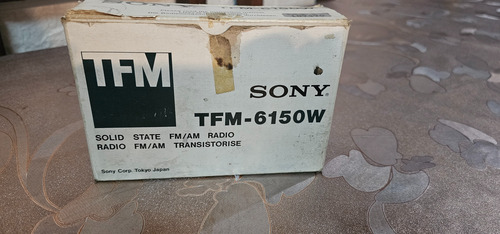 TFM
SONY®
TFM-6150W
SOLID STATE FM/AM RADIO
RADIO FM/AM TRANSISTORISE
Sony Corp. Tokyo Japan